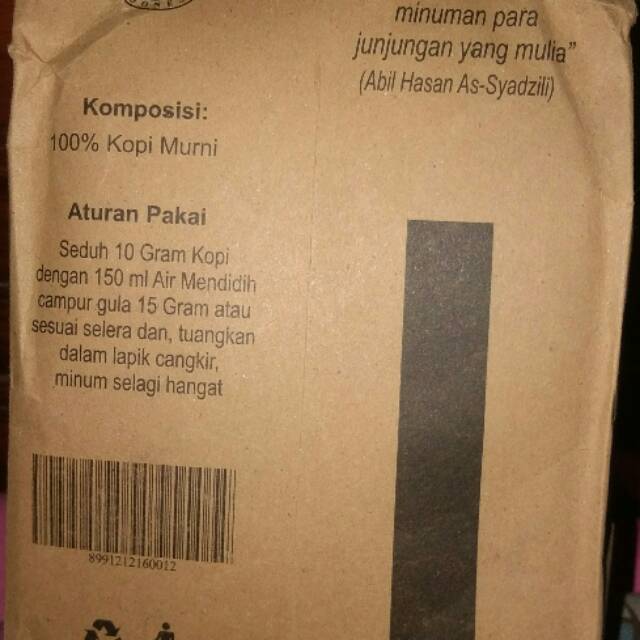 minuman para
junjungan yang mulia”
(Abil Hasan As-Syadzili)
Komposisi:
100% Kopi Murni
Aturan Pakai
Seduh 10 Gram Kopi
dengan 150 ml Air Mendidih
campur gula 15 Gram atau
sesuai selera dan, tuangkan
dalam lapik cangkir,
minum selagi hangat
8991212160012